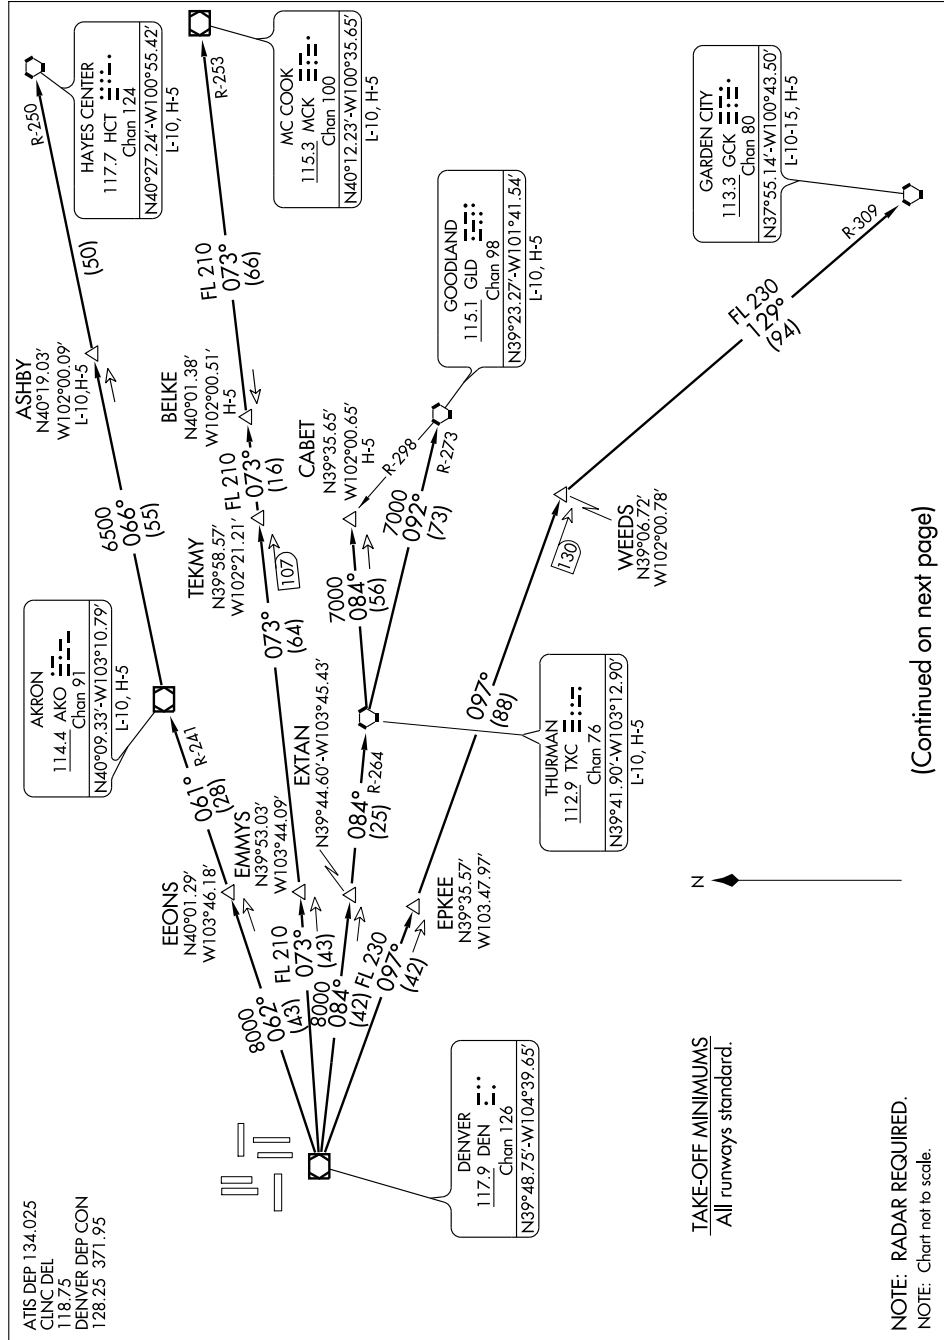 ATIS DEP 134.025
CLNC DEL
118.75
DENVER DEP CON
128.25 371.95
DENVER
117.9 DEN
Chan 126
N39°48.75'-W104°39.65'
8000
062°
(43)
FL 210
073°
(43)
8000
084°
(42)
FL 230
097°
(42)
EEONS
N40°01.29'
W103°46.18'
EMMYS
N39°53.03'
W103°44.09'
EXTAN
N39°44.60'-W103°45.43'
EPKEE
N39°35.57'
W103.47.97'
061°
(28)
R-241
AKRON
114.4 AKO
Chan 91
N40°09.33'-W103°10.79'
L-10, H-5
6500
066°
(55)
ASHBY
N40°19.03'
W102°00.09'
L-10,H-5
(50)
R-250
HAYES CENTER
117.7 HCT
Chan 124
N40°27.24'-W100°55.42'
L-10, H-5
073°
(64)
TEKMY
N39°58.57'
W102°21.21'
107
FL 210
073°
(16)
BELKE
N40°01.38'
W102°00.51'
H-5
FL 210
073°
(66)
R-253
MC COOK
115.3 MCK
Chan 100
N40°12.23'-W100°35.65'
L-10, H-5
084°
(25)
R-264
THURMAN
112.9 TXC
Chan 76
N39°41.90'-W103°12.90'
L-10, H-5
7000
084°
(56)
CABET
N39°35.65'
W102°00.65'
H-5
R-298
7000
092°
(73)
R-273
GOODLAND
115.1 GLD
Chan 98
N39°23.27'-W101°41.54'
L-10, H-5
097°
(88)
130
WEEDS
N39°06.72'
W102°00.78'
FL 230
129°
(94)
R-309
GARDEN CITY
113.3 GCK
Chan 80
N37°55.14'-W100°43.50'
L-10-15, H-5
N
TAKE-OFF MINIMUMS
All runways standard.
NOTE: RADAR REQUIRED.
NOTE: Chart not to scale.
(Continued on next page)